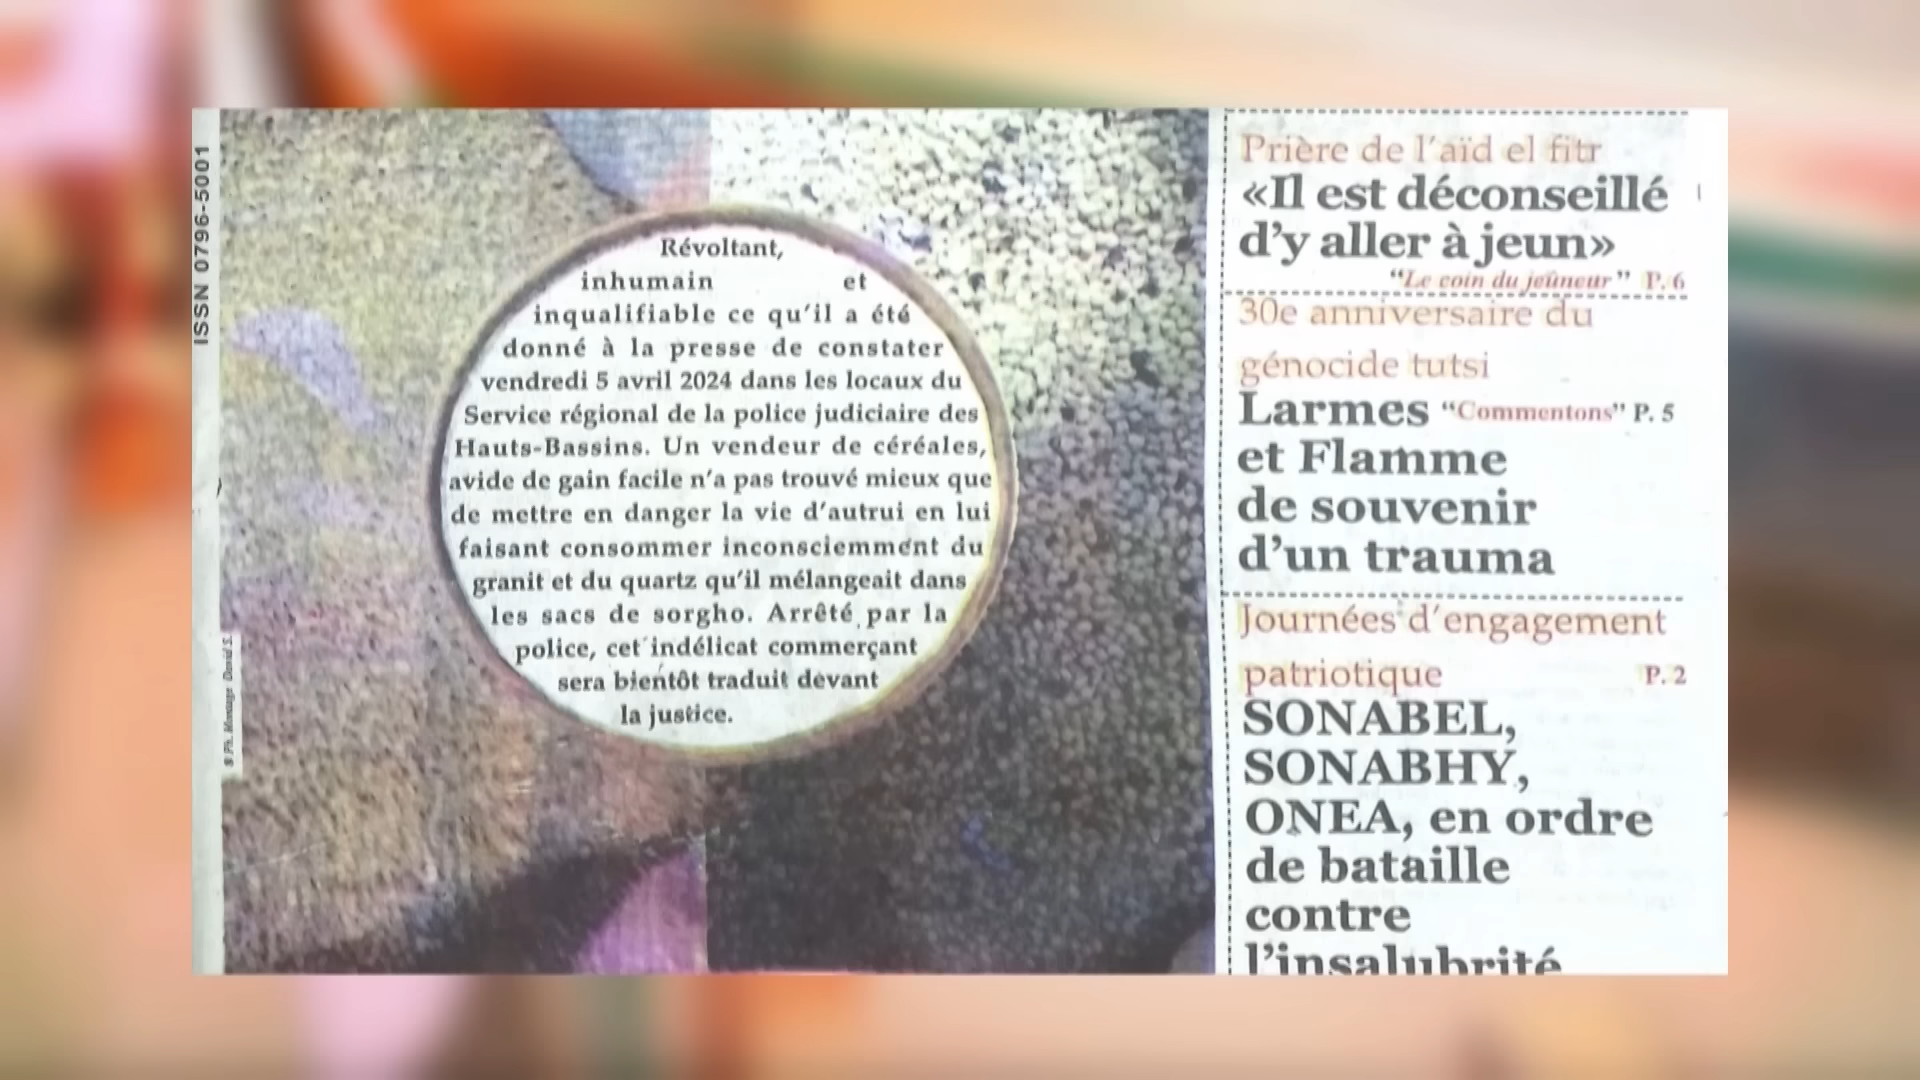 ISSN 0796-5001
Révoltant,
inhumain et
inqualifiable ce qu'il a été
donné à la presse de constater
vendredi 5 avril 2024 dans les locaux du
Service régional de la police judiciaire des
Hauts-Bassins. Un vendeur de céréales,
avide de gain facile n'a pas trouvé mieux que
de mettre en danger la vie d'autrui en lui
faisant consommer inconsciemment du
granit et du quartz qu'il mélangeait dans
les sacs de sorgho. Arrêté par la
police, cet indélicat commerçant
sera bientôt traduit devant
la justice.
Ph. Montage David S.
Prière de l'aïd el fitr
«Il est déconseillé
d'y aller à jeun»
"Le coin du jeûneur" P. 6
30e anniversaire du
génocide tutsi
Larmes "Commentons" P. 5
et Flamme
de souvenir
d'un trauma
Journées d'engagement
patriotique P. 2
SONABEL,
SONABHY,
ONEA, en ordre
de bataille
contre
l'insalubrité